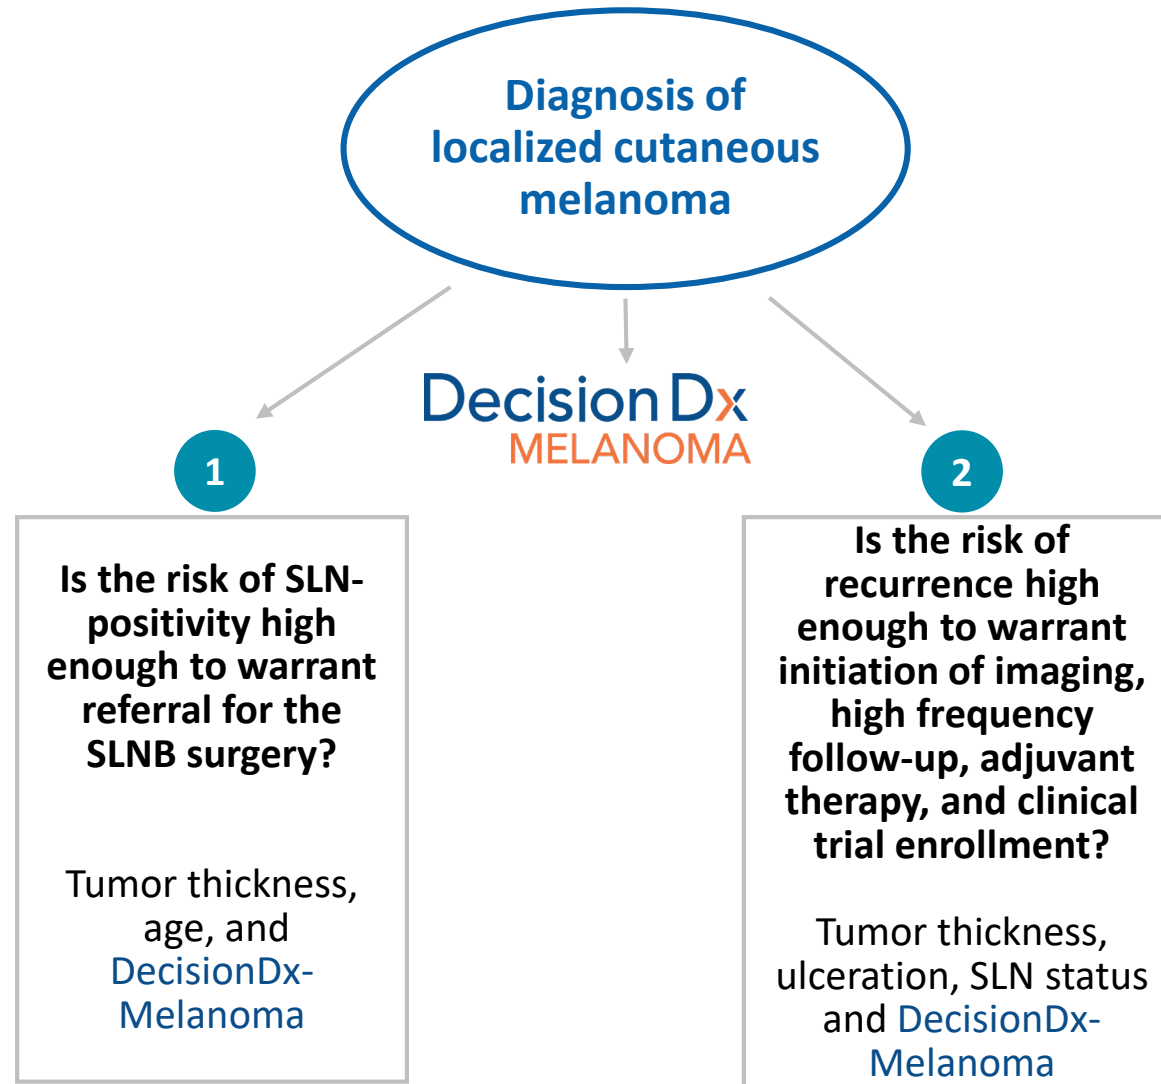 Diagnosis of
localized cutaneous
melanoma
DecisionDx
MELANOMA
1
Is the risk of SLN-
positivity high
enough to warrant
referral for the
SLNB surgery?
Tumor thickness,
age, and
DecisionDx-
Melanoma
2
Is the risk of
recurrence high
enough to warrant
initiation of imaging,
high frequency
follow-up, adjuvant
therapy, and clinical
trial enrollment?
Tumor thickness,
ulceration, SLN status
and DecisionDx-
Melanoma